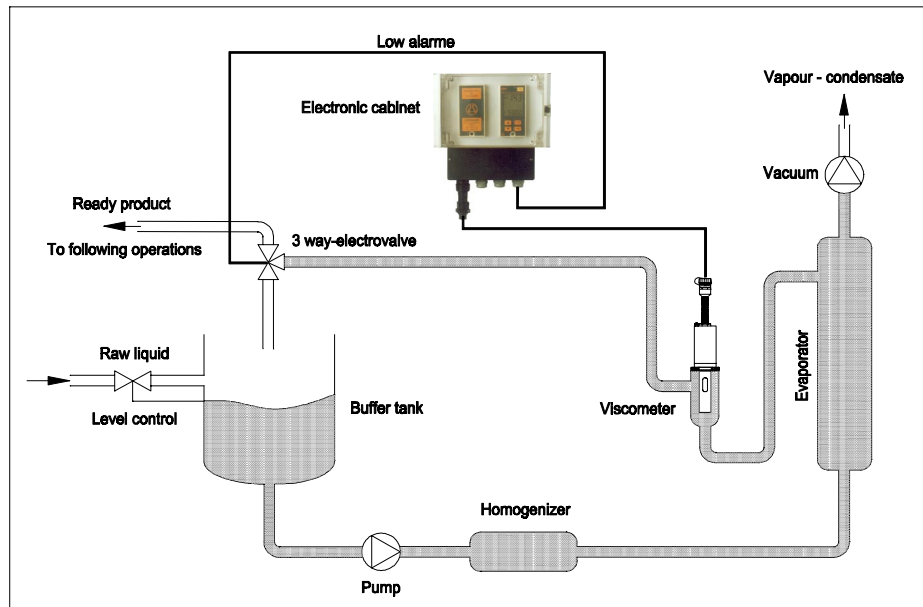 Low alarme
Vapour - condensate
Electronic cabinet
Vacuum
Ready product
To following operations
3 way-electrovalve
Raw liquid
Level control
Buffer tank
Viscometer
Evaporator
Homogenizer
Pump